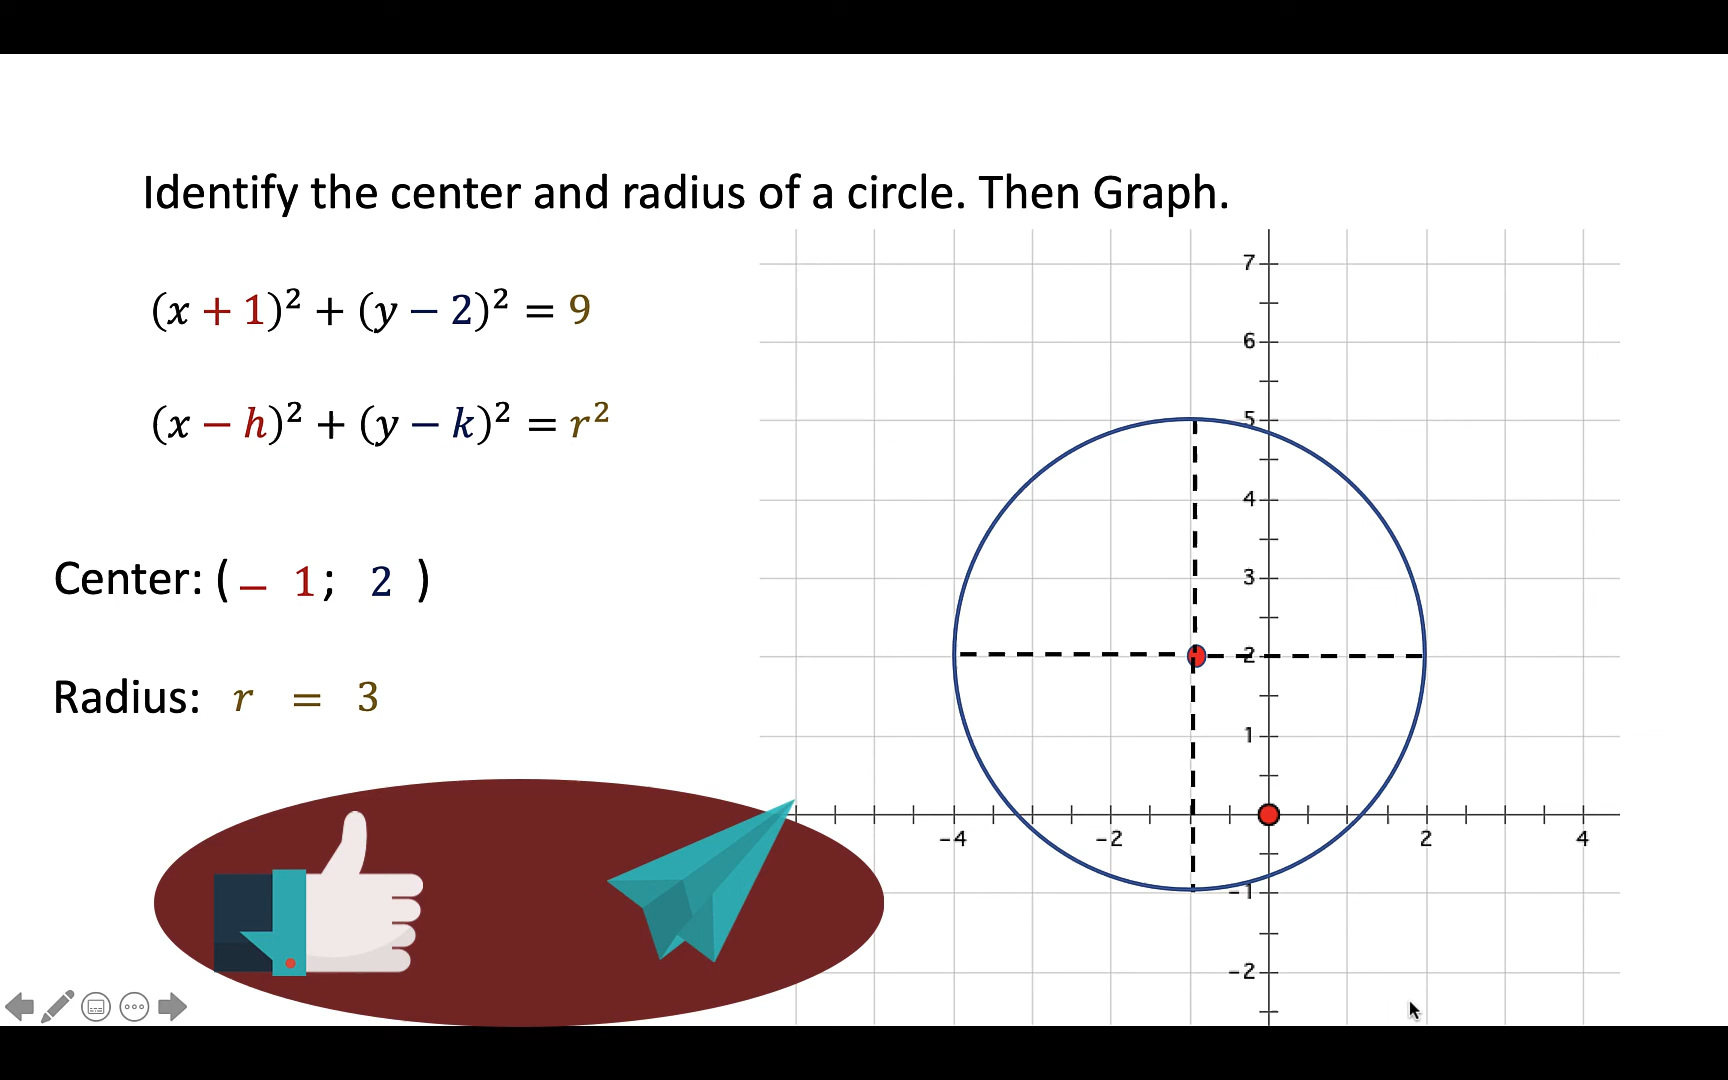 Identify the center and radius of a circle. Then Graph.
(x + 1)² + (y − 2)² = 9
(x − h)² + (y − k)² = r²
Center: (− 1; 2 )
Radius: r = 3
7
6
5
4
3
2
1
−4 −2 2 4
−1
−2